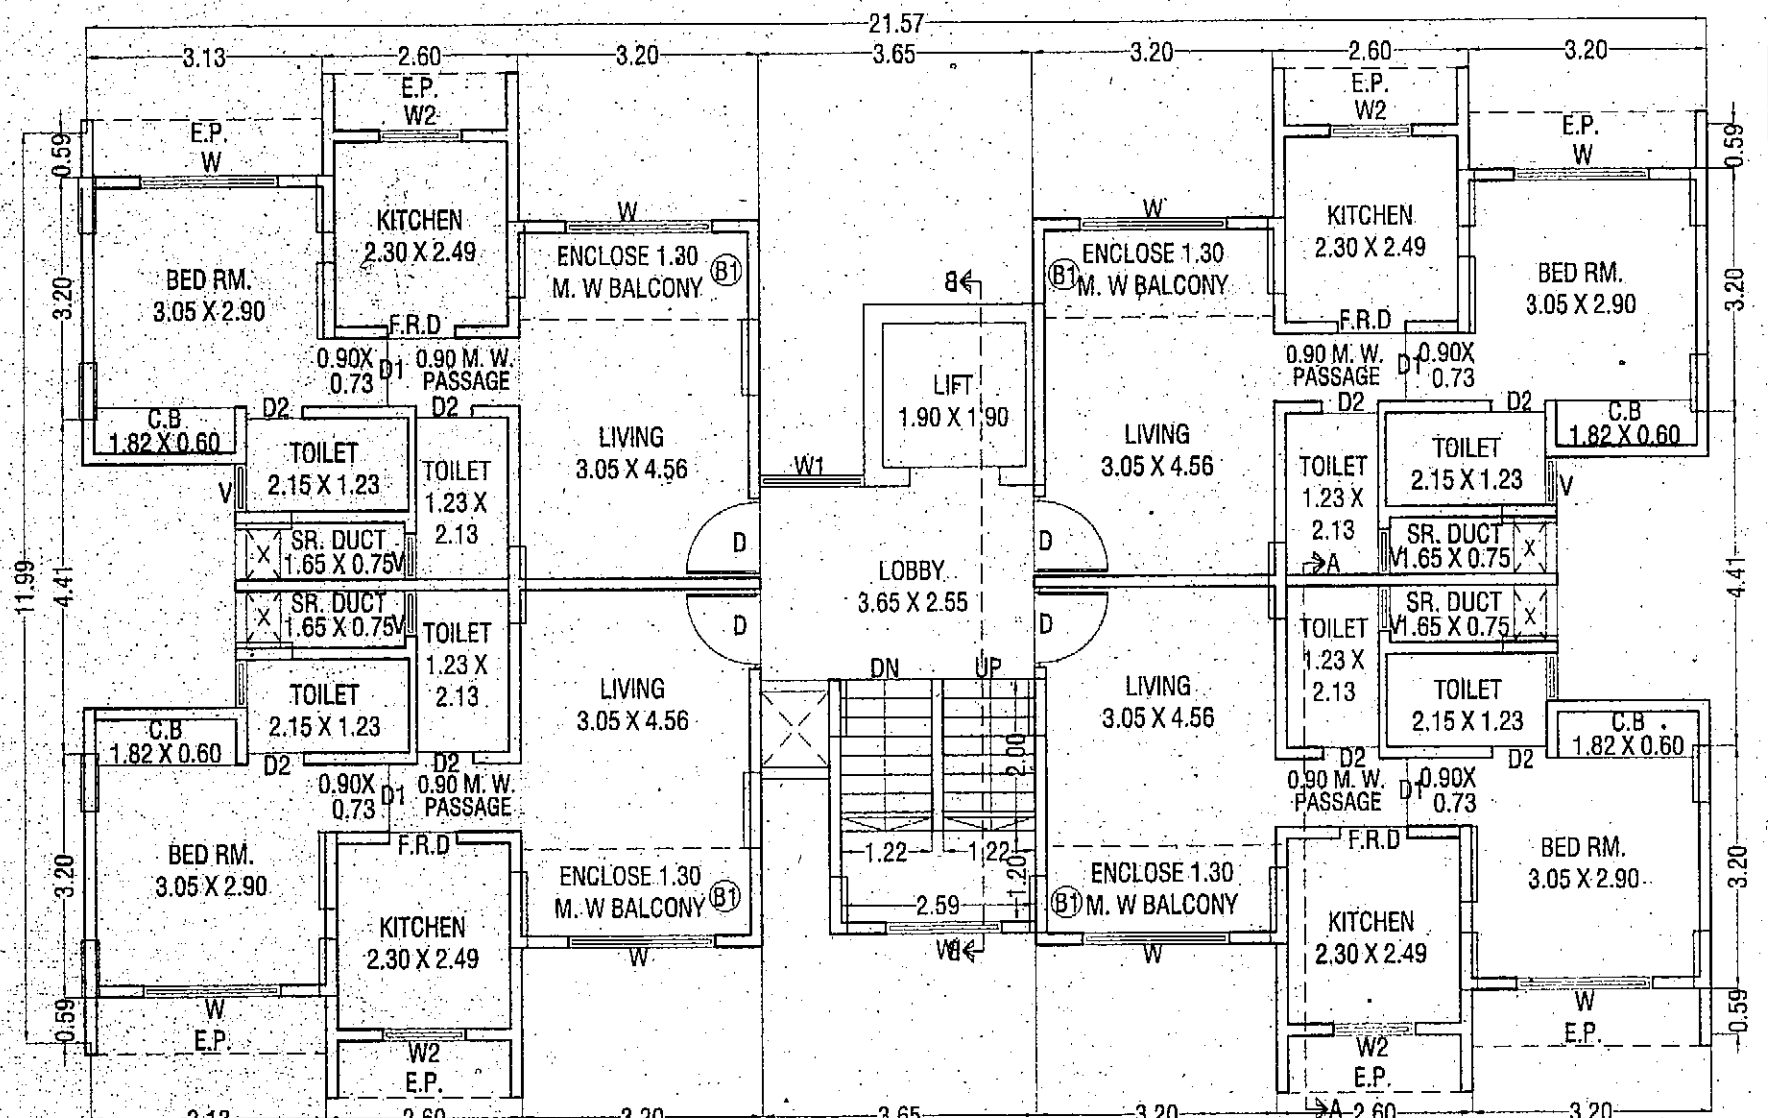 21.57
3.13 2.60 3.20 3.65 3.20 2.60 3.20
E.P. E.P.
W2 W2
E.P. E.P.
W W
0.59 0.59
W W
KITCHEN KITCHEN
2.30 X 2.49 2.30 X 2.49
ENCLOSE 1.30 ENCLOSE 1.30
M. W BALCONY B1 B B1 M. W BALCONY
BED RM. BED RM.
3.05 X 2.90 3.05 X 2.90
3.20 3.20
F.R.D F.R.D
0.90X D1 0.90 M. W. 0.90 M. W. D1 0.90X
0.73 PASSAGE PASSAGE 0.73
LIFT
1.90 X 1.90
D2 D2 D2 D2
C.B C.B
1.82 X 0.60 1.82 X 0.60
LIVING LIVING
3.05 X 4.56 3.05 X 4.56
TOILET TOILET
2.15 X 1.23 2.15 X 1.23
TOILET TOILET
1.23 X 1.23 X
2.13 2.13
W1
V V
SR. DUCT SR. DUCT
X 1.65 X 0.75 V V 1.65 X 0.75 X
D D
A
LOBBY
3.65 X 2.55
11.99 4.41 4.41
SR. DUCT SR. DUCT
X 1.65 X 0.75 V V 1.65 X 0.75 X
D D
TOILET TOILET
1.23 X 1.23 X
2.13 2.13
DN UP
TOILET TOILET
2.15 X 1.23 2.15 X 1.23
LIVING LIVING
3.05 X 4.56 3.05 X 4.56
C.B C.B
1.82 X 0.60 1.82 X 0.60
D2 D2 D2 D2
0.90X D1 0.90 M. W. 0.90 M. W. D1 0.90X
0.73 PASSAGE PASSAGE 0.73
2.00
F.R.D F.R.D
1.22 1.22
BED RM. BED RM.
3.05 X 2.90 3.05 X 2.90
3.20 3.20
ENCLOSE 1.30 ENCLOSE 1.30
M. W BALCONY B1 B1 M. W BALCONY
1.20
2.59
KITCHEN KITCHEN
2.30 X 2.49 2.30 X 2.49
W W B W
W W
E.P. E.P.
0.59 0.59
W2 W2
E.P. E.P.
A
2.60 3.20 3.65 3.20 2.60 3.20